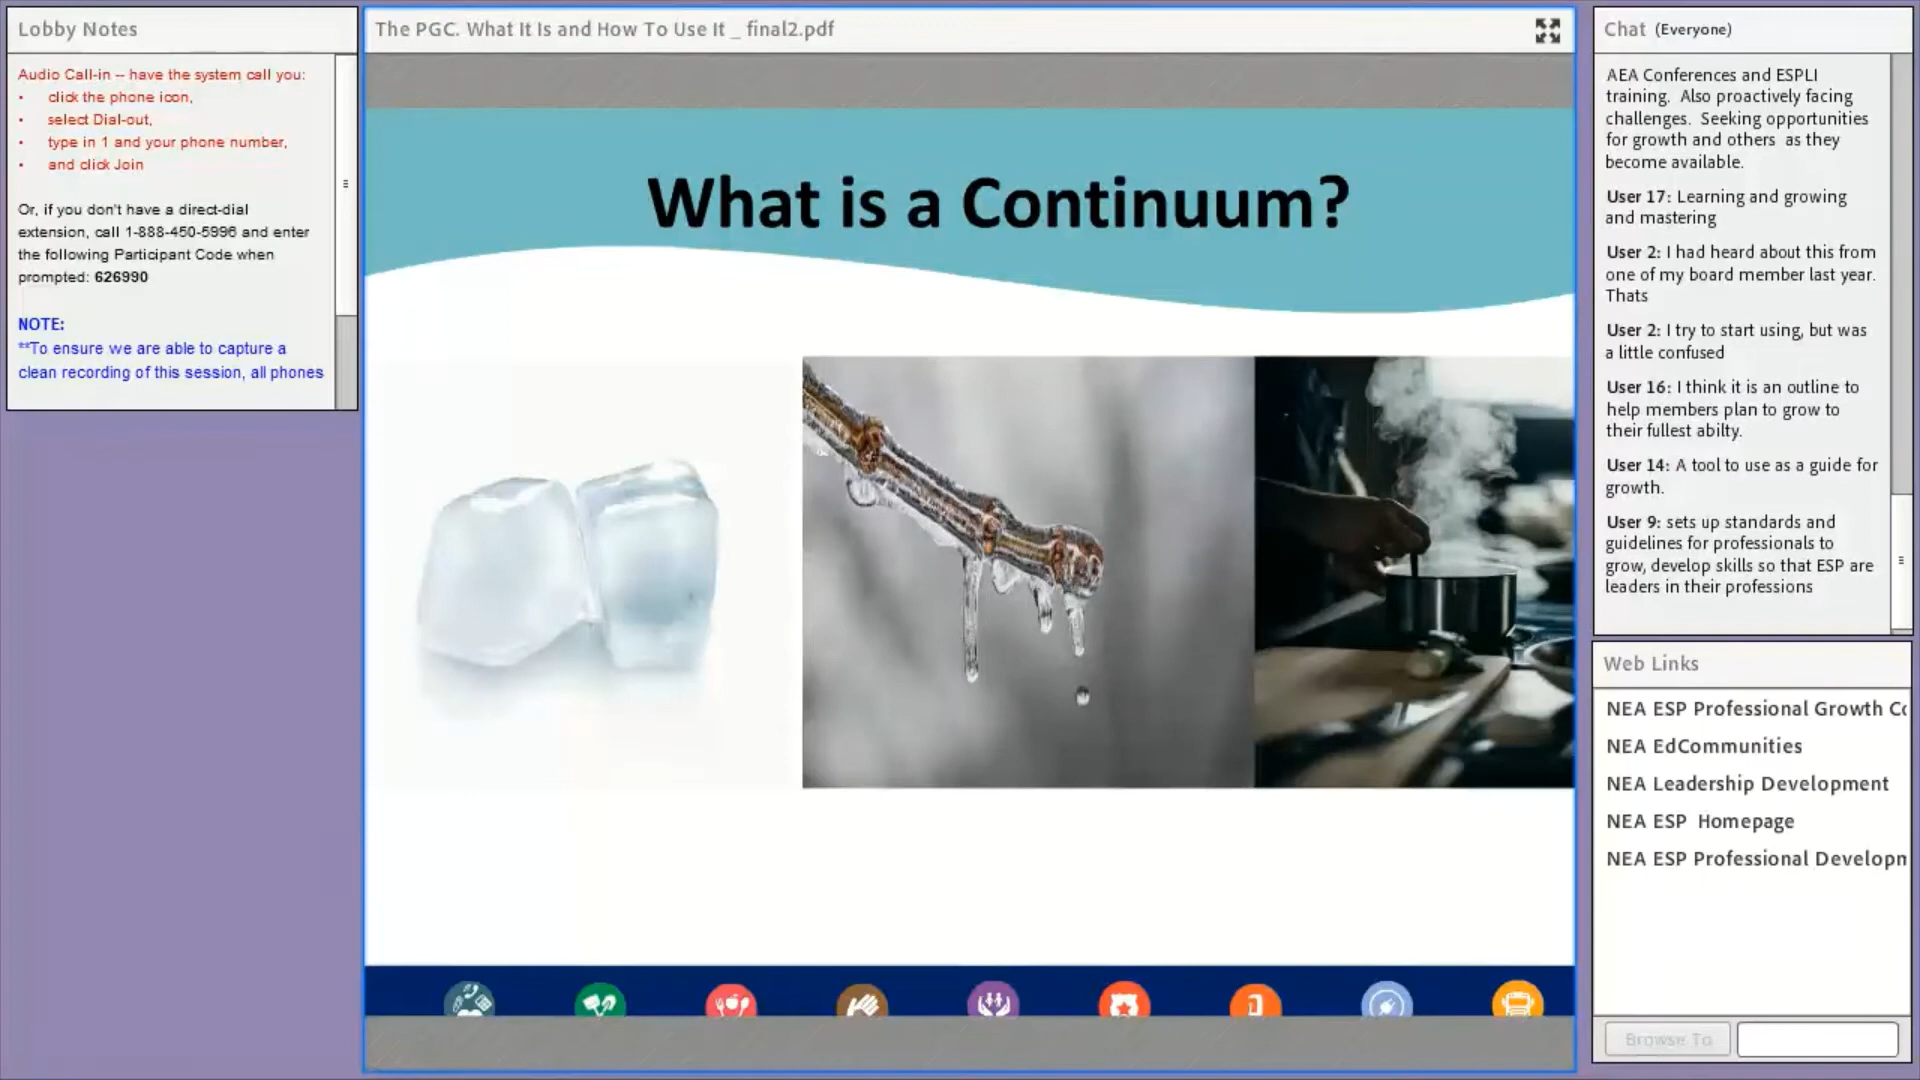 Lobby Notes
Audio Call-in -- have the system call you:
• click the phone icon,
• select Dial-out,
• type in 1 and your phone number,
• and click Join
Or, if you don't have a direct-dial
extension, call 1-888-450-5996 and enter
the following Participant Code when
prompted: 626990
NOTE:
**To ensure we are able to capture a
clean recording of this session, all phones
The PGC. What It Is and How To Use It _ final2.pdf
What is a Continuum?
Chat (Everyone)
AEA Conferences and ESPLI
training. Also proactively facing
challenges. Seeking opportunities
for growth and others as they
become available.
User 17: Learning and growing
and mastering
User 2: I had heard about this from
one of my board member last year.
Thats
User 2: I try to start using, but was
a little confused
User 16: I think it is an outline to
help members plan to grow to
their fullest abilty.
User 14: A tool to use as a guide for
growth.
User 9: sets up standards and
guidelines for professionals to
grow, develop skills so that ESP are
leaders in their professions
Web Links
NEA ESP Professional Growth Co
NEA EdCommunities
NEA Leadership Development
NEA ESP Homepage
NEA ESP Professional Developm
Browse To